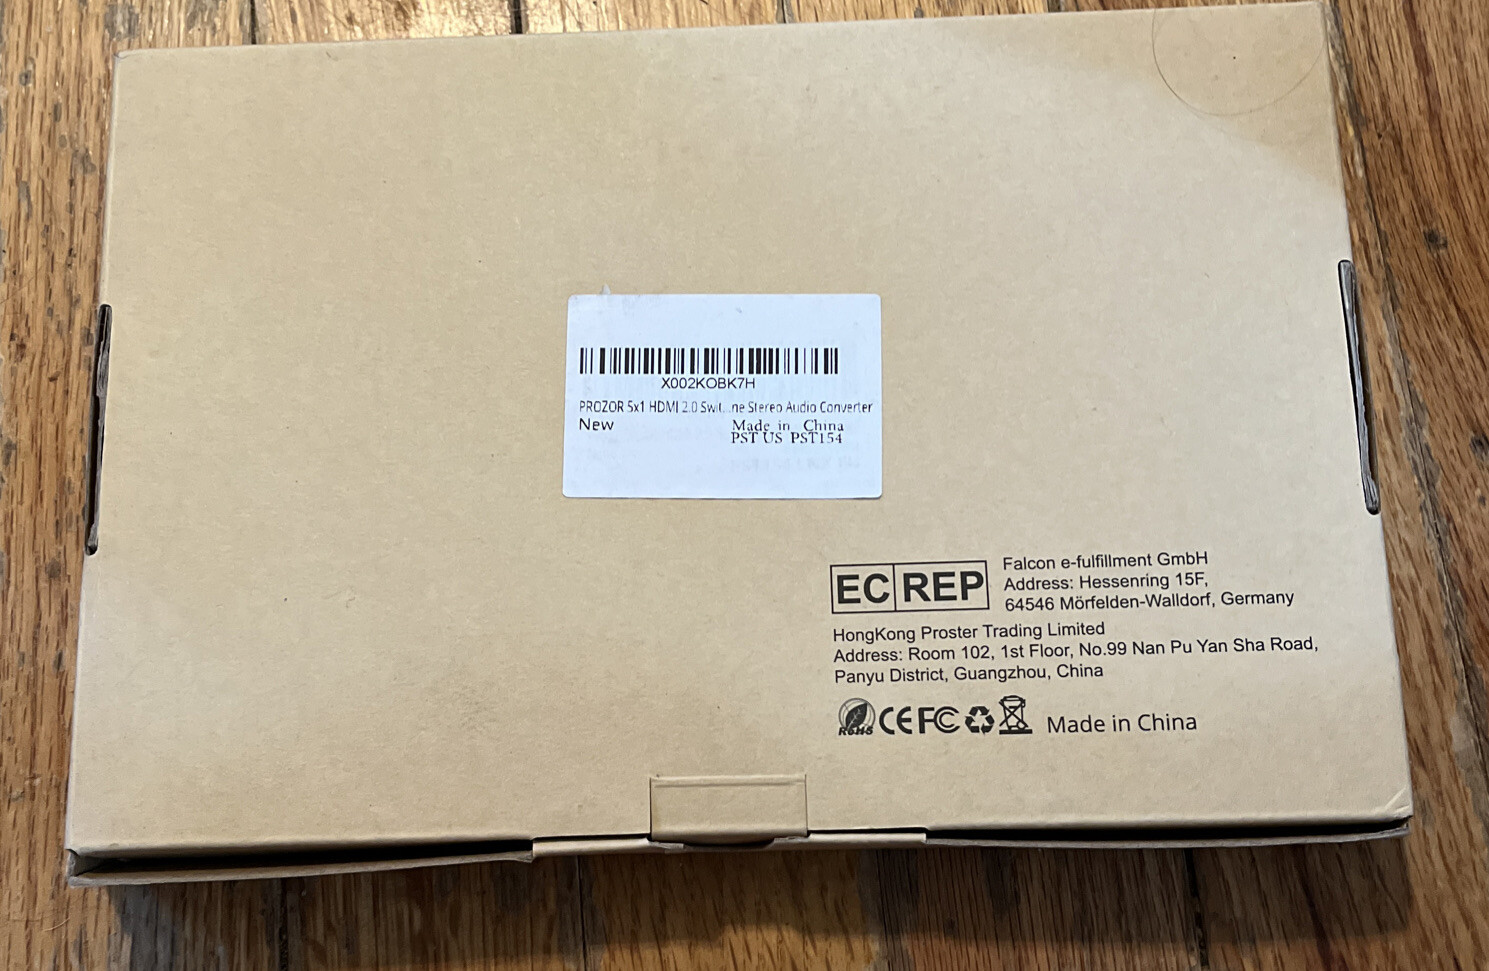 X002KOBK7H
PROZOR 5x1 HDMI 2.0 Swit...ne Stereo Audio Converter
New
Made in China
PST US PST154
EC REP
Falcon e-fulfillment GmbH
Address: Hessenring 15F,
64546 Mörfelden-Walldorf, Germany
HongKong Proster Trading Limited
Address: Room 102, 1st Floor, No.99 Nan Pu Yan Sha Road,
Panyu District, Guangzhou, China
RoHS CE FC Made in China